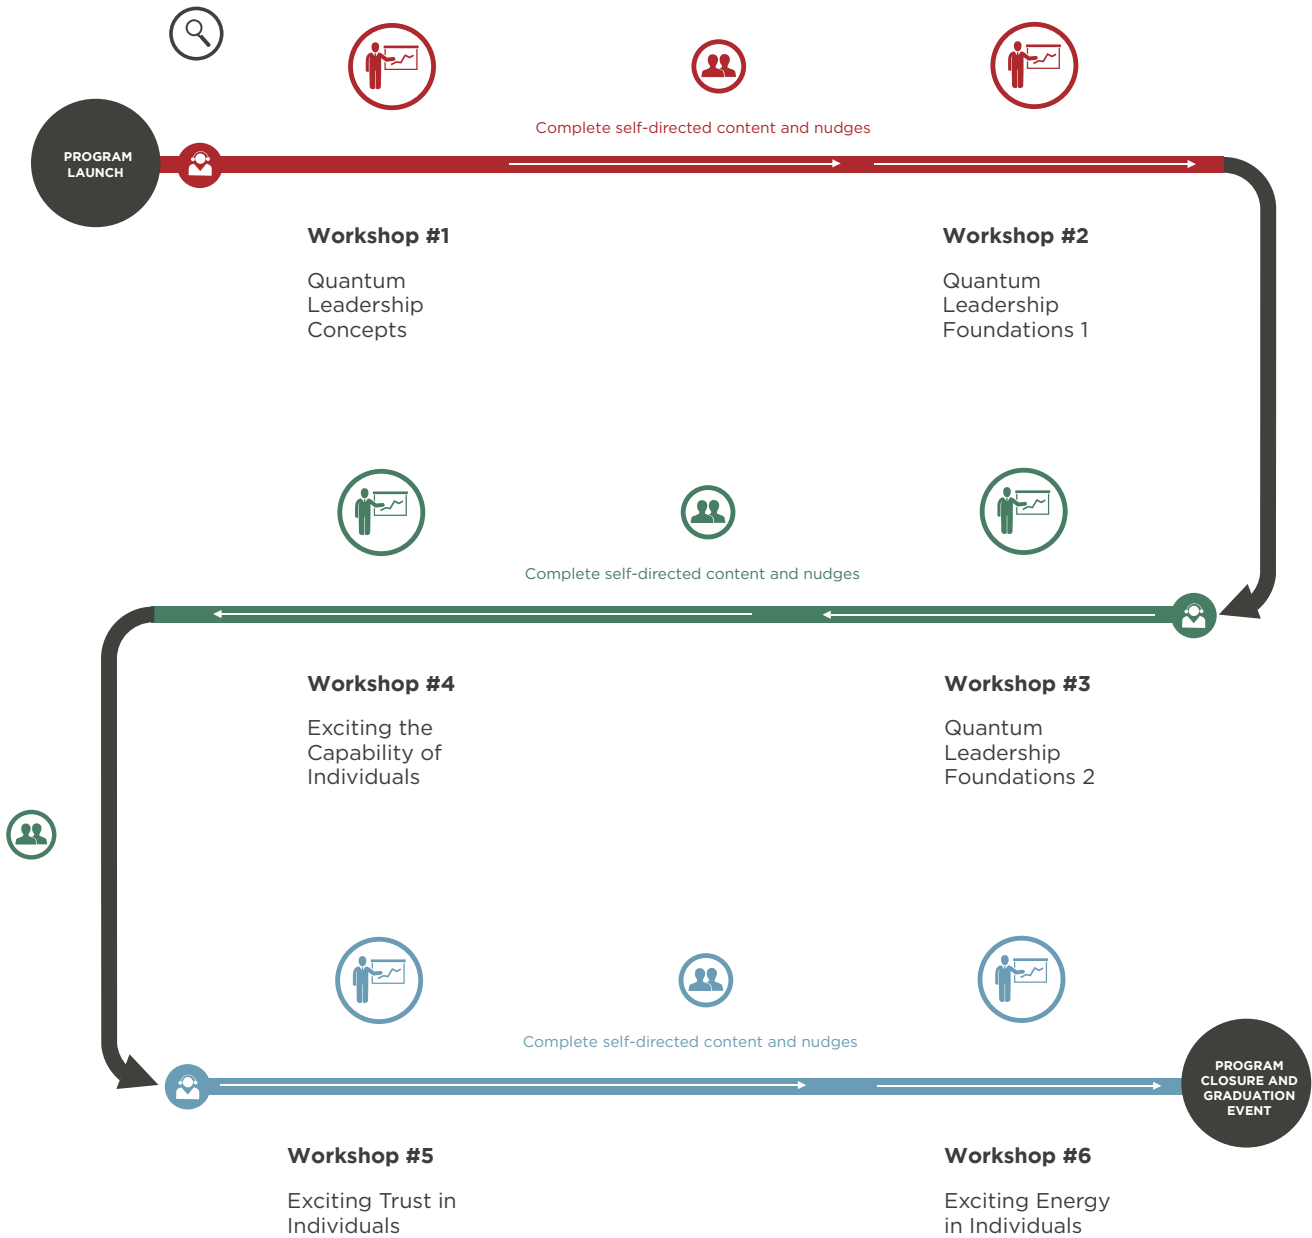 Complete self-directed content and nudges
PROGRAM
LAUNCH
Workshop #1
Quantum
Leadership
Concepts
Workshop #2
Quantum
Leadership
Foundations 1
Complete self-directed content and nudges
Workshop #4
Exciting the
Capability of
Individuals
Workshop #3
Quantum
Leadership
Foundations 2
Complete self-directed content and nudges
PROGRAM
CLOSURE AND
GRADUATION
EVENT
Workshop #5
Exciting Trust in
Individuals
Workshop #6
Exciting Energy
in Individuals